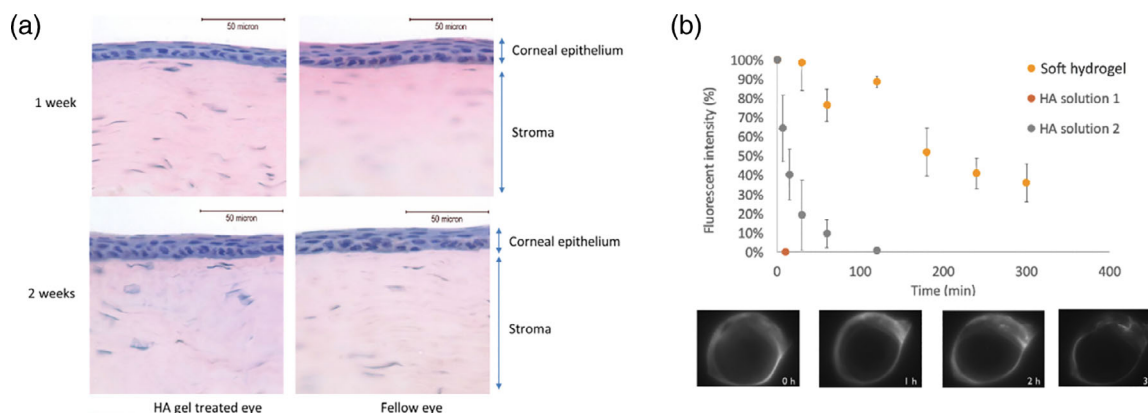 (a)
50 micron
50 micron
Corneal epithelium
1 week
Stroma
50 micron
50 micron
Corneal epithelium
2 weeks
Stroma
HA gel treated eye
Fellow eye
(b)
100%
90%
80%
70%
60%
50%
40%
30%
20%
10%
0%
Fluorescent intensity (%)
Soft hydrogel
HA solution 1
HA solution 2
0
100
200
300
400
Time (min)
0 h
1 h
2 h
3